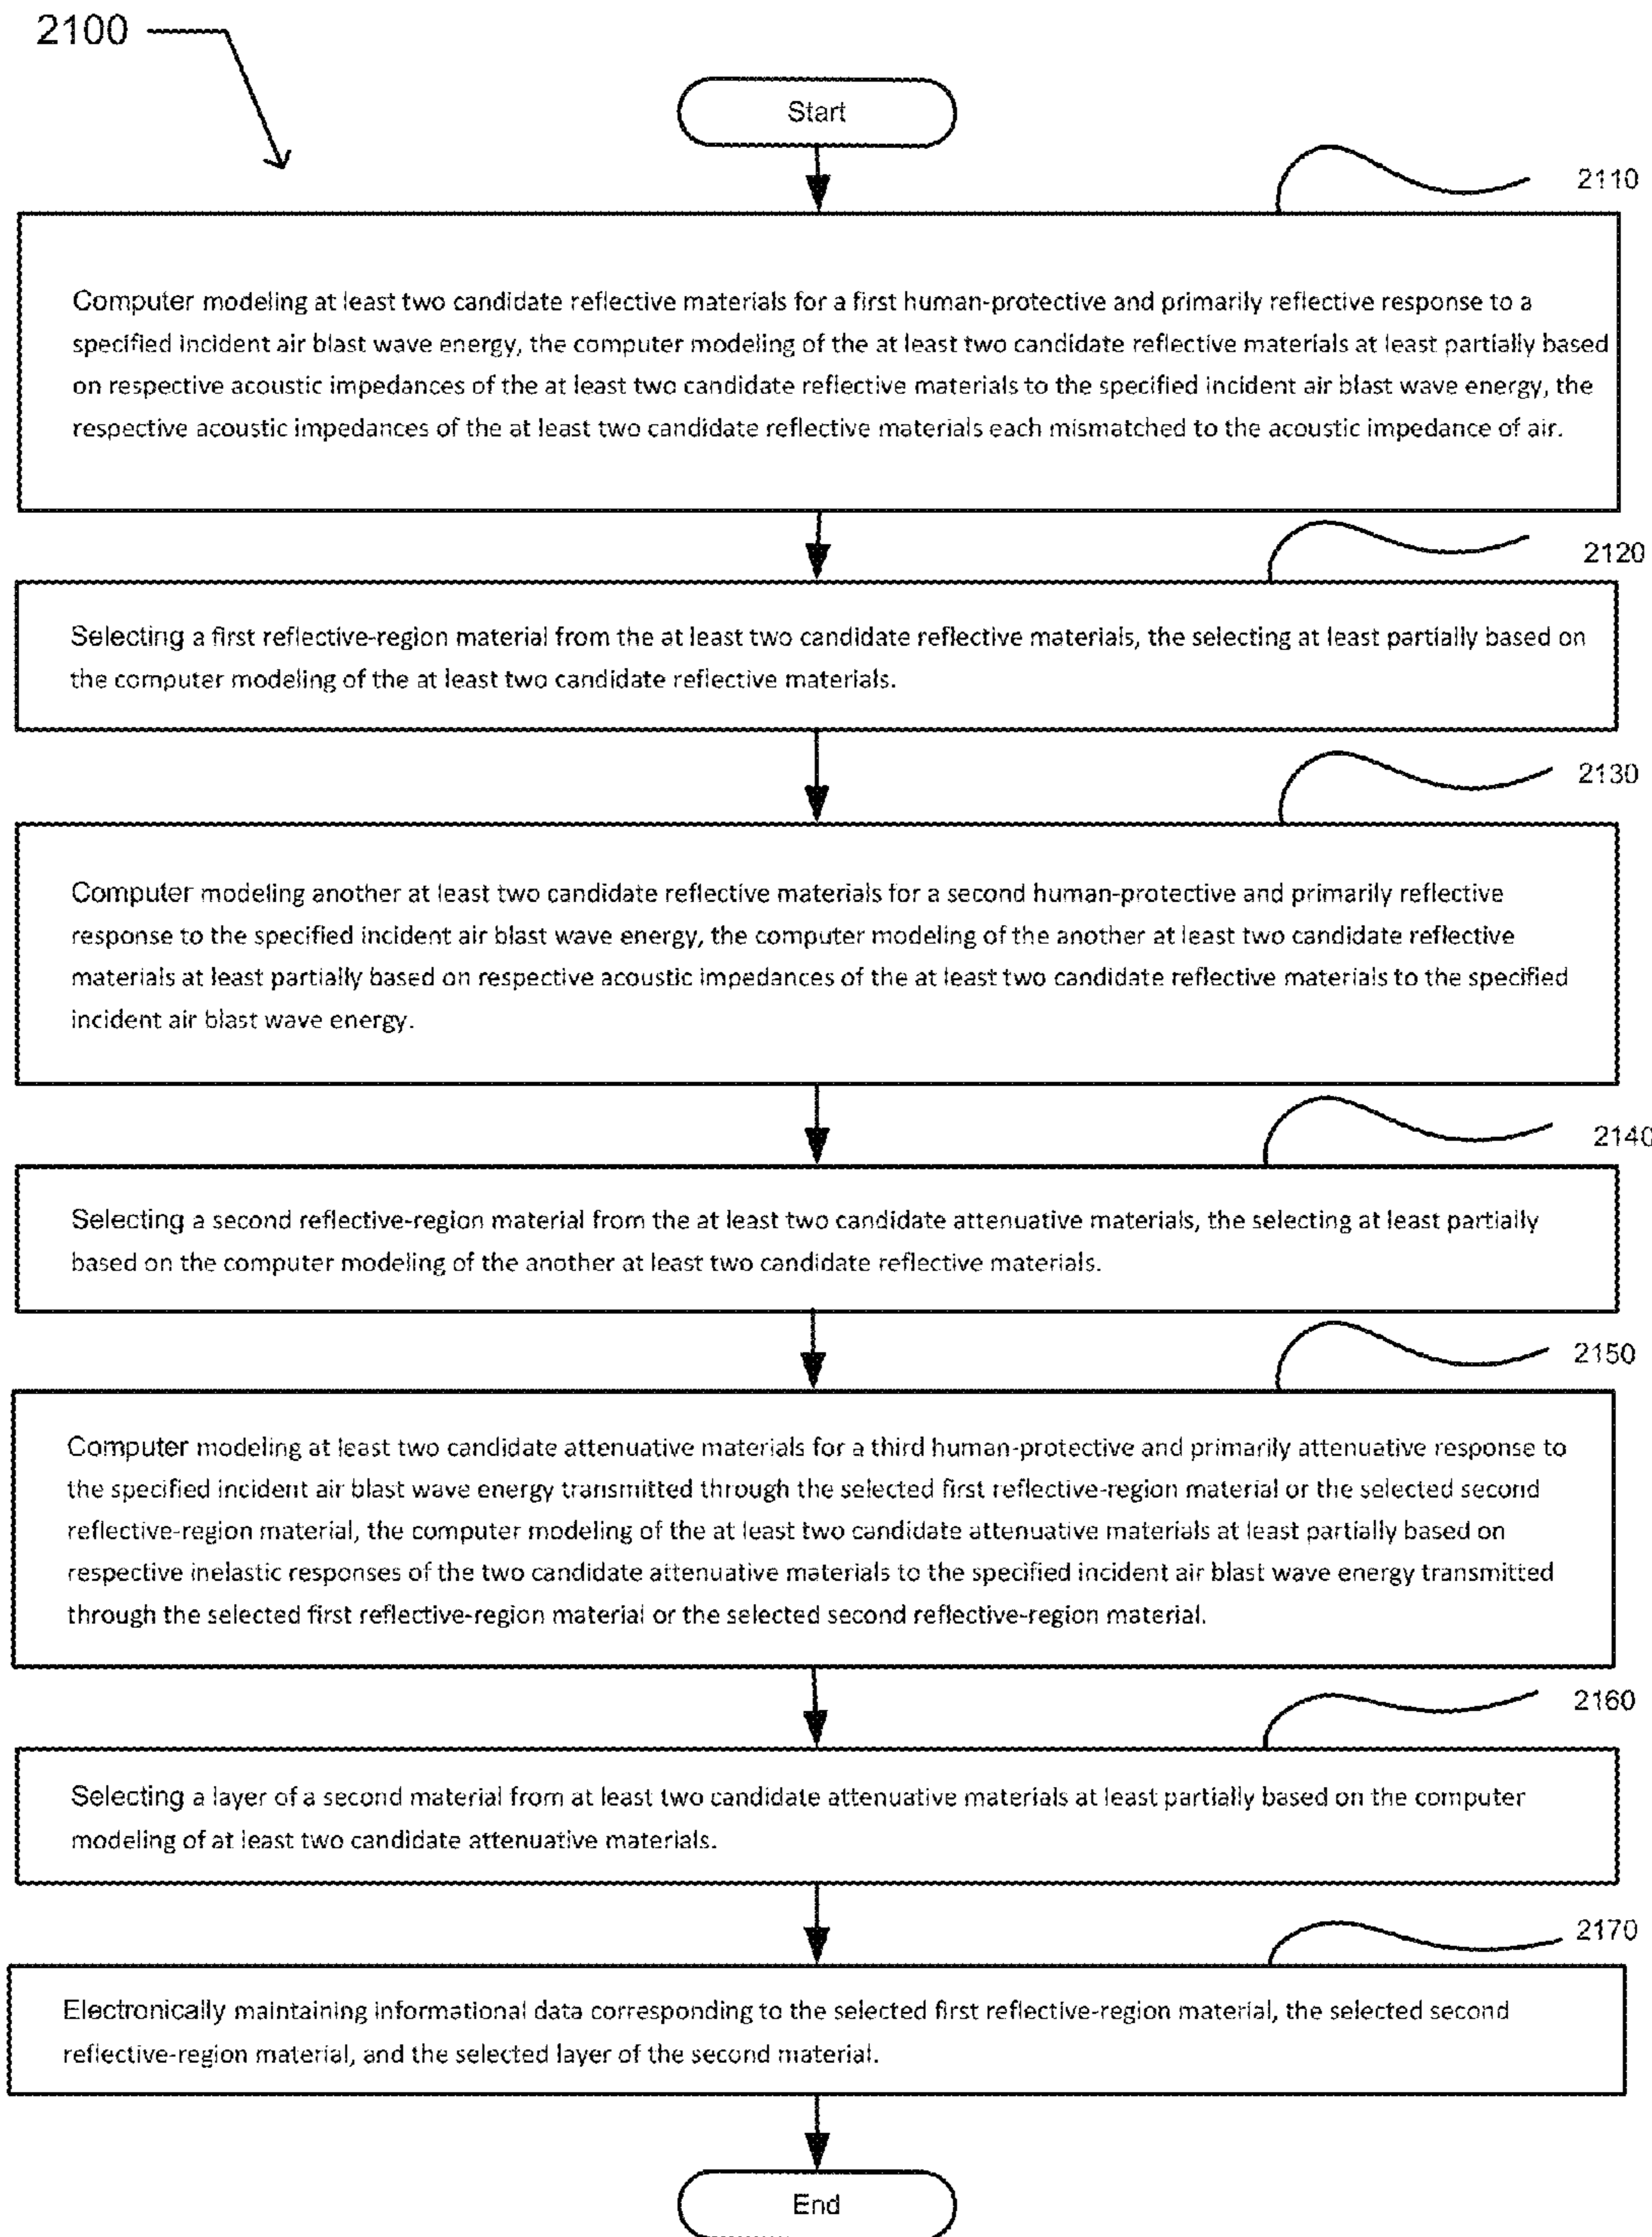 2100
Start
2110
Computer modeling at least two candidate reflective materials for a first human-protective and primarily reflective response to a
specified incident air blast wave energy, the computer modeling of the at least two candidate reflective materials at least partially based
on respective acoustic impedances of the at least two candidate reflective materials to the specified incident air blast wave energy, the
respective acoustic impedances of the at least two candidate reflective materials each mismatched to the acoustic impedance of air.
2120
Selecting a first reflective-region material from the at least two candidate reflective materials, the selecting at least partially based on
the computer modeling of the at least two candidate reflective materials.
2130
Computer modeling another at least two candidate reflective materials for a second human-protective and primarily reflective
response to the specified incident air blast wave energy, the computer modeling of the another at least two candidate reflective
materials at least partially based on respective acoustic impedances of the at least two candidate reflective materials to the specified
incident air blast wave energy.
2140
Selecting a second reflective-region material from the at least two candidate attenuative materials, the selecting at least partially
based on the computer modeling of the another at least two candidate reflective materials.
2150
Computer modeling at least two candidate attenuative materials for a third human-protective and primarily attenuative response to
the specified incident air blast wave energy transmitted through the selected first reflective-region material or the selected second
reflective-region material, the computer modeling of the at least two candidate attenuative materials at least partially based on
respective inelastic responses of the two candidate attenuative materials to the specified incident air blast wave energy transmitted
through the selected first reflective-region material or the selected second reflective-region material.
2160
Selecting a layer of a second material from at least two candidate attenuative materials at least partially based on the computer
modeling of at least two candidate attenuative materials.
2170
Electronically maintaining informational data corresponding to the selected first reflective-region material, the selected second
reflective-region material, and the selected layer of the second material.
End